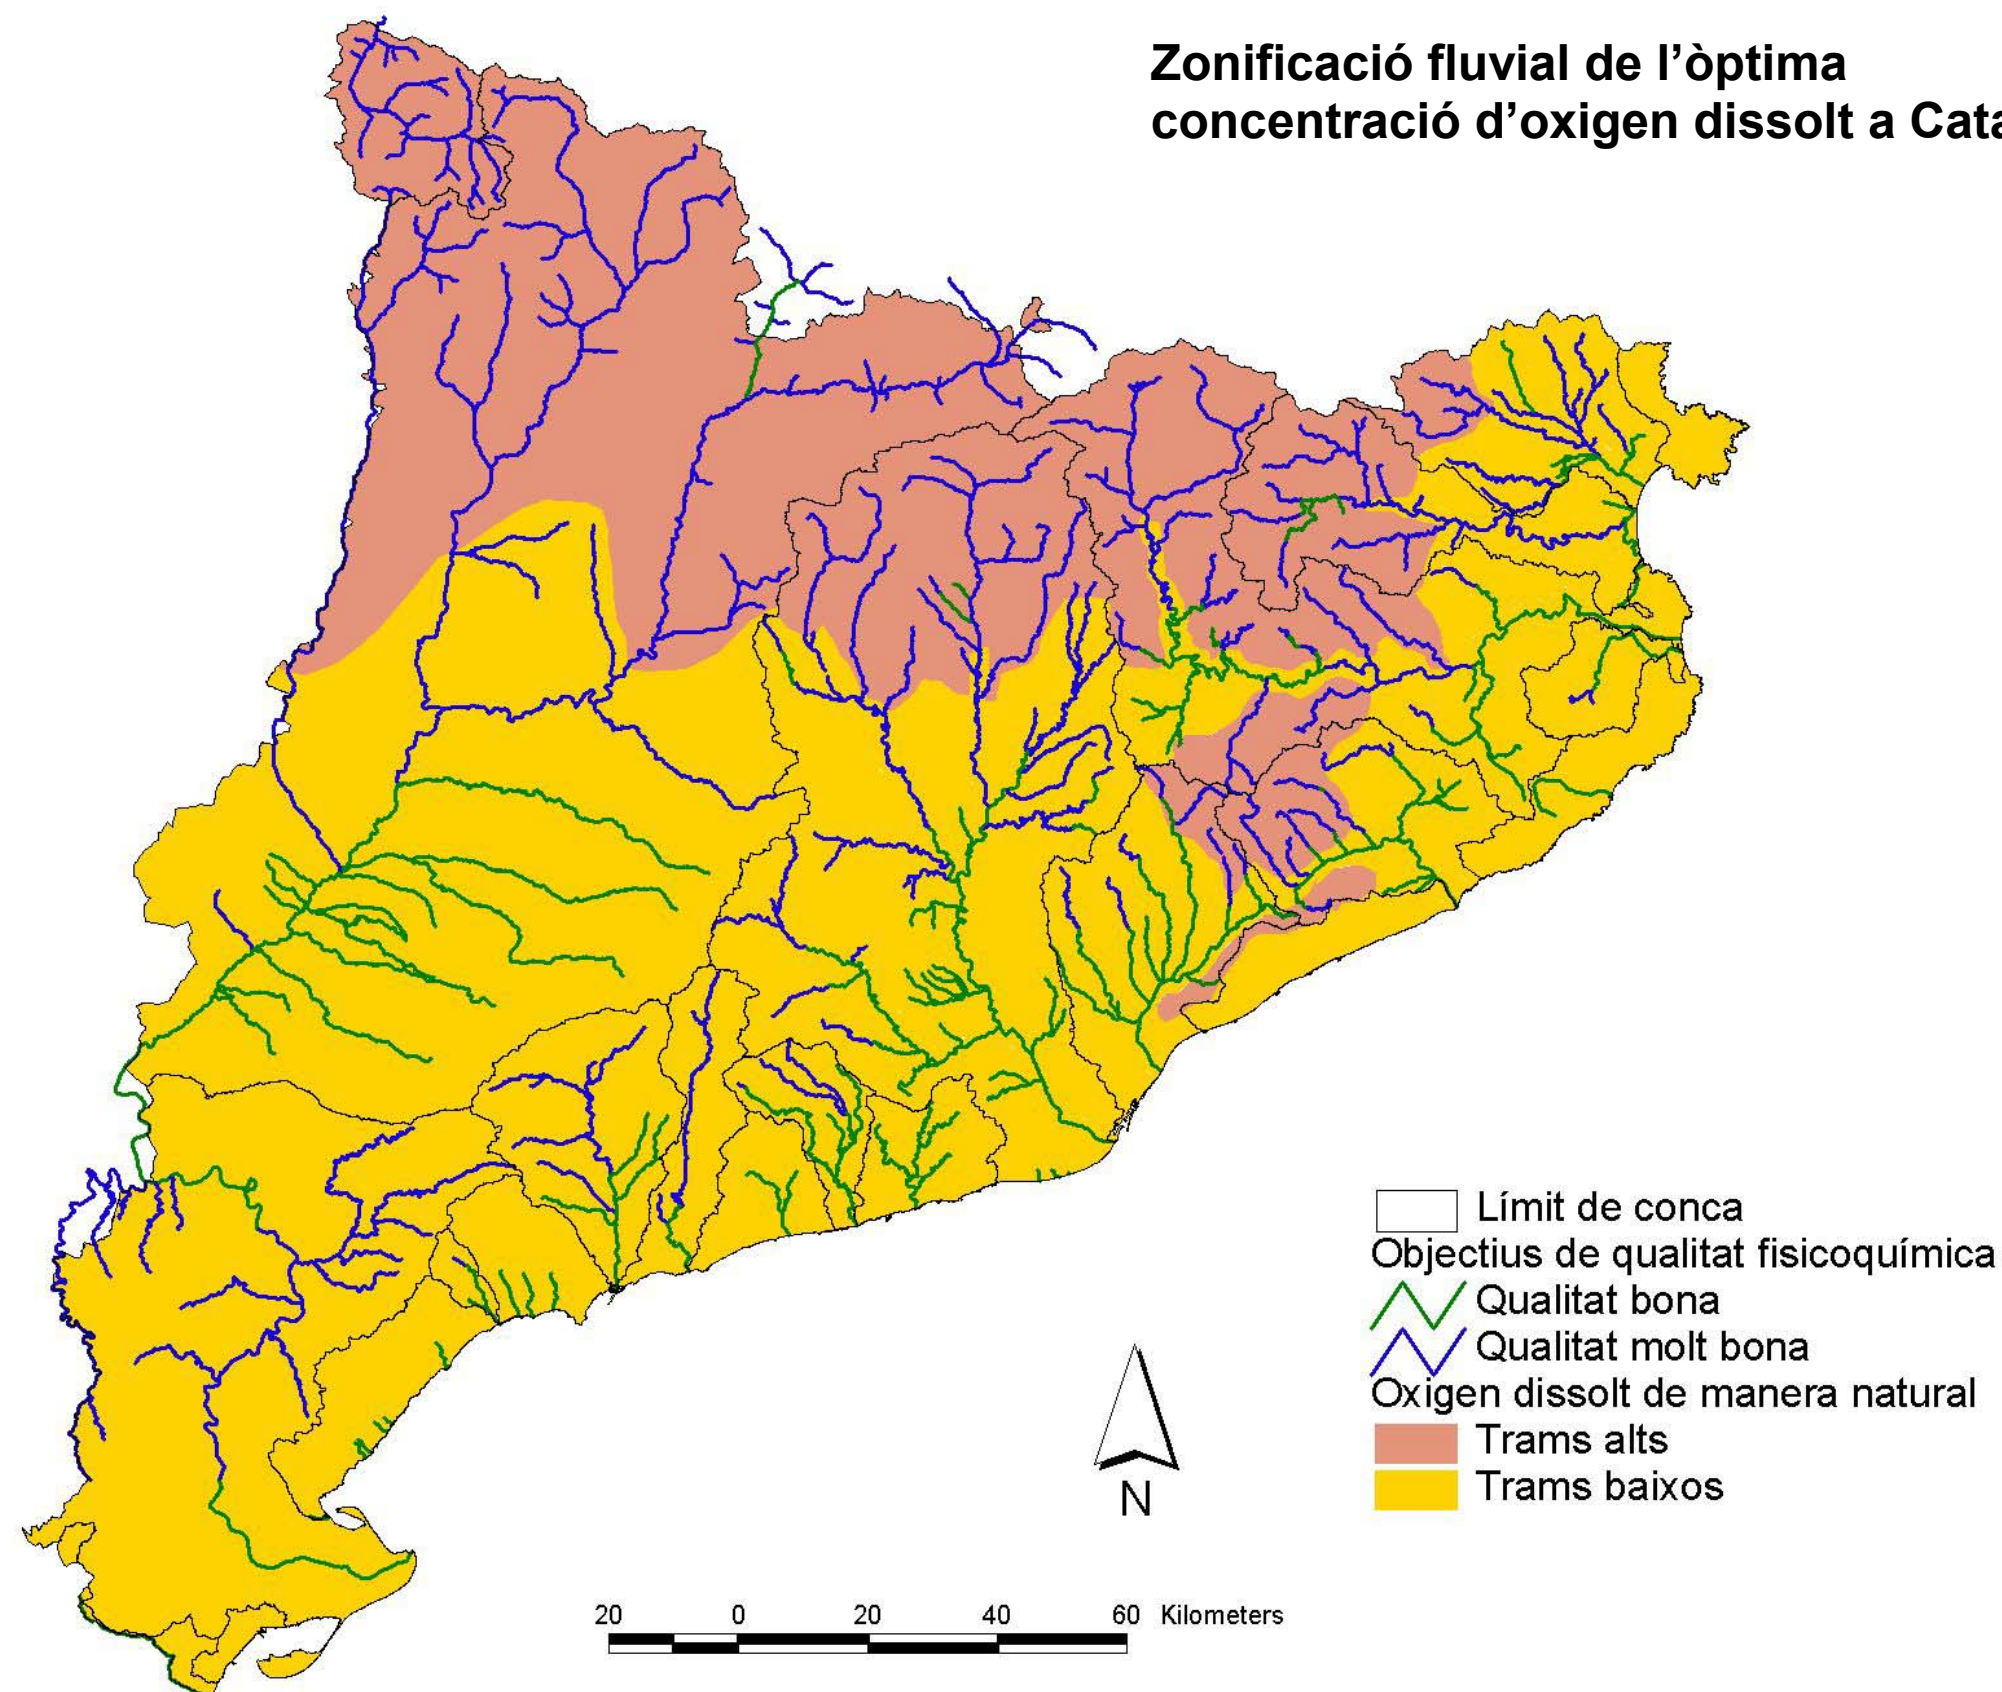 Zonificació fluvial de l’òptima
concentració d’oxigen dissolt a Cata
Límit de conca
Objectius de qualitat fisicoquímica
Qualitat bona
Qualitat molt bona
Oxigen dissolt de manera natural
Trams alts
Trams baixos
N
20 0 20 40 60 Kilometers